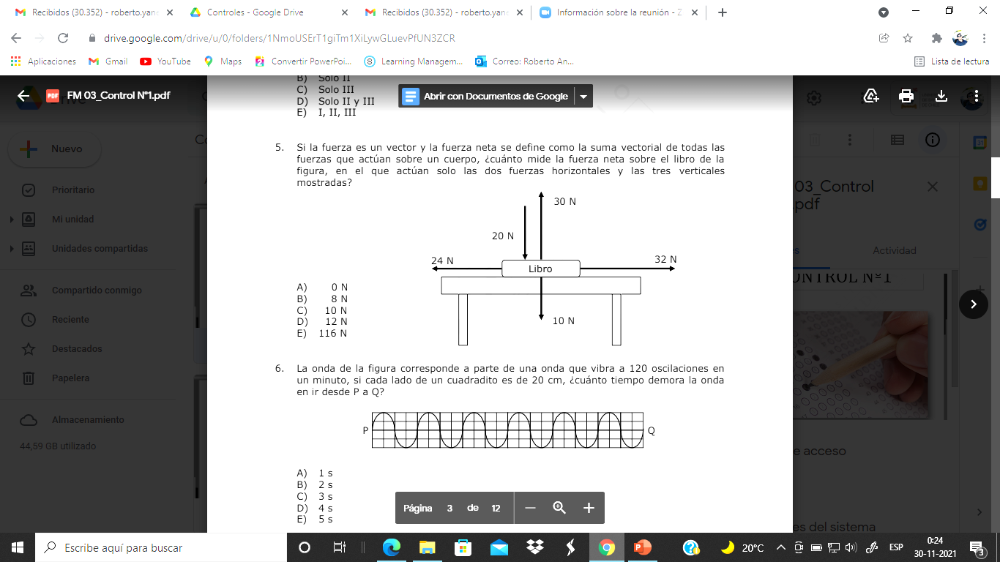 Recibidos (30.352) - roberto.yane
Controles - Google Drive
Recibidos (30.352) - roberto.yane
Información sobre la reunión - Z
drive.google.com/drive/u/0/folders/1NmoUSErT1giTm1XiLywGLuevPfUN3ZCR
Aplicaciones
Gmail
YouTube
Maps
Convertir PowerPoi...
Learning Managem...
Correo: Roberto An...
Lista de lectura
FM 03_Control Nº1.pdf
Abrir con Documentos de Google
B) Solo II
C) Solo III
D) Solo II y III
E) I, II, III
Nuevo
Prioritario
Mi unidad
Unidades compartidas
Compartido conmigo
Reciente
Destacados
Papelera
Almacenamiento
44,59 GB utilizado
5. Si la fuerza es un vector y la fuerza neta se define como la suma vectorial de todas las
fuerzas que actúan sobre un cuerpo, ¿cuánto mide la fuerza neta sobre el libro de la
figura, en el que actúan solo las dos fuerzas horizontales y las tres verticales
mostradas?
30 N
20 N
24 N
32 N
Libro
10 N
A) 0 N
B) 8 N
C) 10 N
D) 12 N
E) 116 N
6. La onda de la figura corresponde a parte de una onda que vibra a 120 oscilaciones en
un minuto, si cada lado de un cuadradito es de 20 cm, ¿cuánto tiempo demora la onda
en ir desde P a Q?
P
Q
A) 1 s
B) 2 s
C) 3 s
D) 4 s
E) 5 s
Página 3 de 12
03_Control
pdf
Actividad
ONTROL Nº1
e acceso
es del sistema
Escribe aquí para buscar
20°C
ESP
0:24
30-11-2021
3